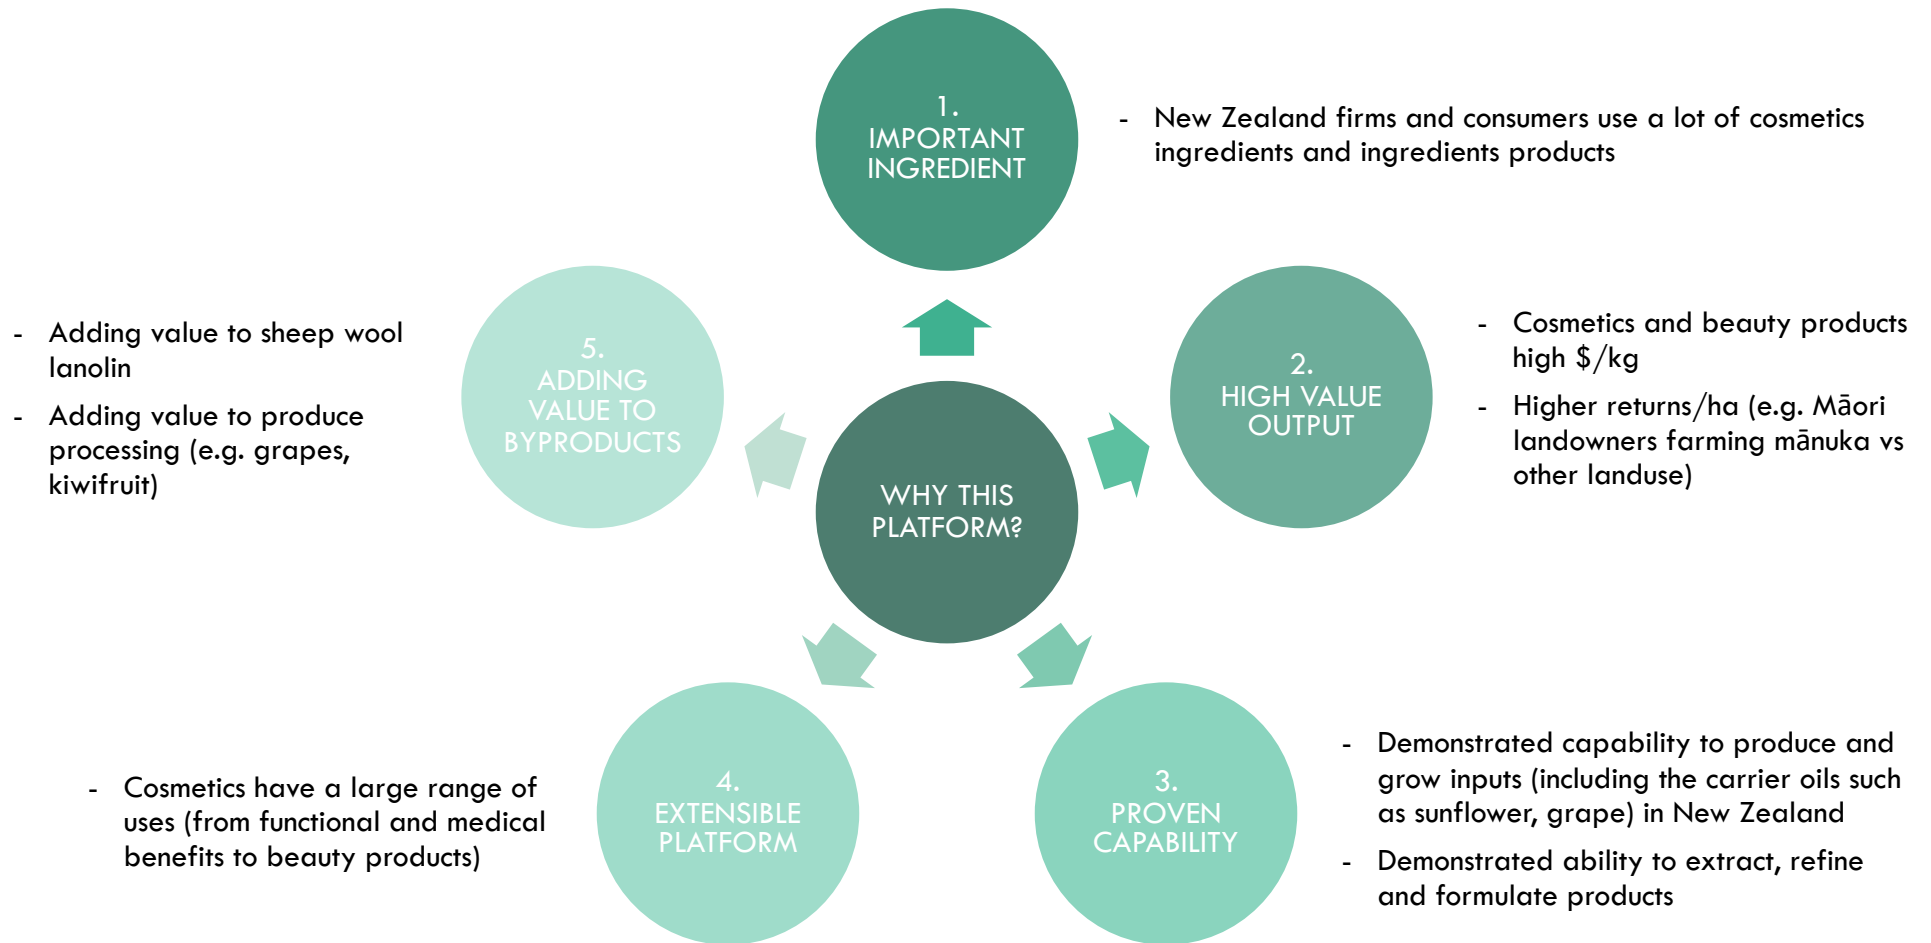 1.
IMPORTANT
INGREDIENT
- New Zealand firms and consumers use a lot of cosmetics
ingredients and ingredients products
2.
HIGH VALUE
OUTPUT
- Cosmetics and beauty products
high $/kg
- Higher returns/ha (e.g. Māori
landowners farming mānuka vs
other landuse)
WHY THIS
PLATFORM?
3.
PROVEN
CAPABILITY
- Demonstrated capability to produce and
grow inputs (including the carrier oils such
as sunflower, grape) in New Zealand
- Demonstrated ability to extract, refine
and formulate products
4.
EXTENSIBLE
PLATFORM
- Cosmetics have a large range of
uses (from functional and medical
benefits to beauty products)
5.
ADDING
VALUE TO
BYPRODUCTS
- Adding value to sheep wool
lanolin
- Adding value to produce
processing (e.g. grapes,
kiwifruit)